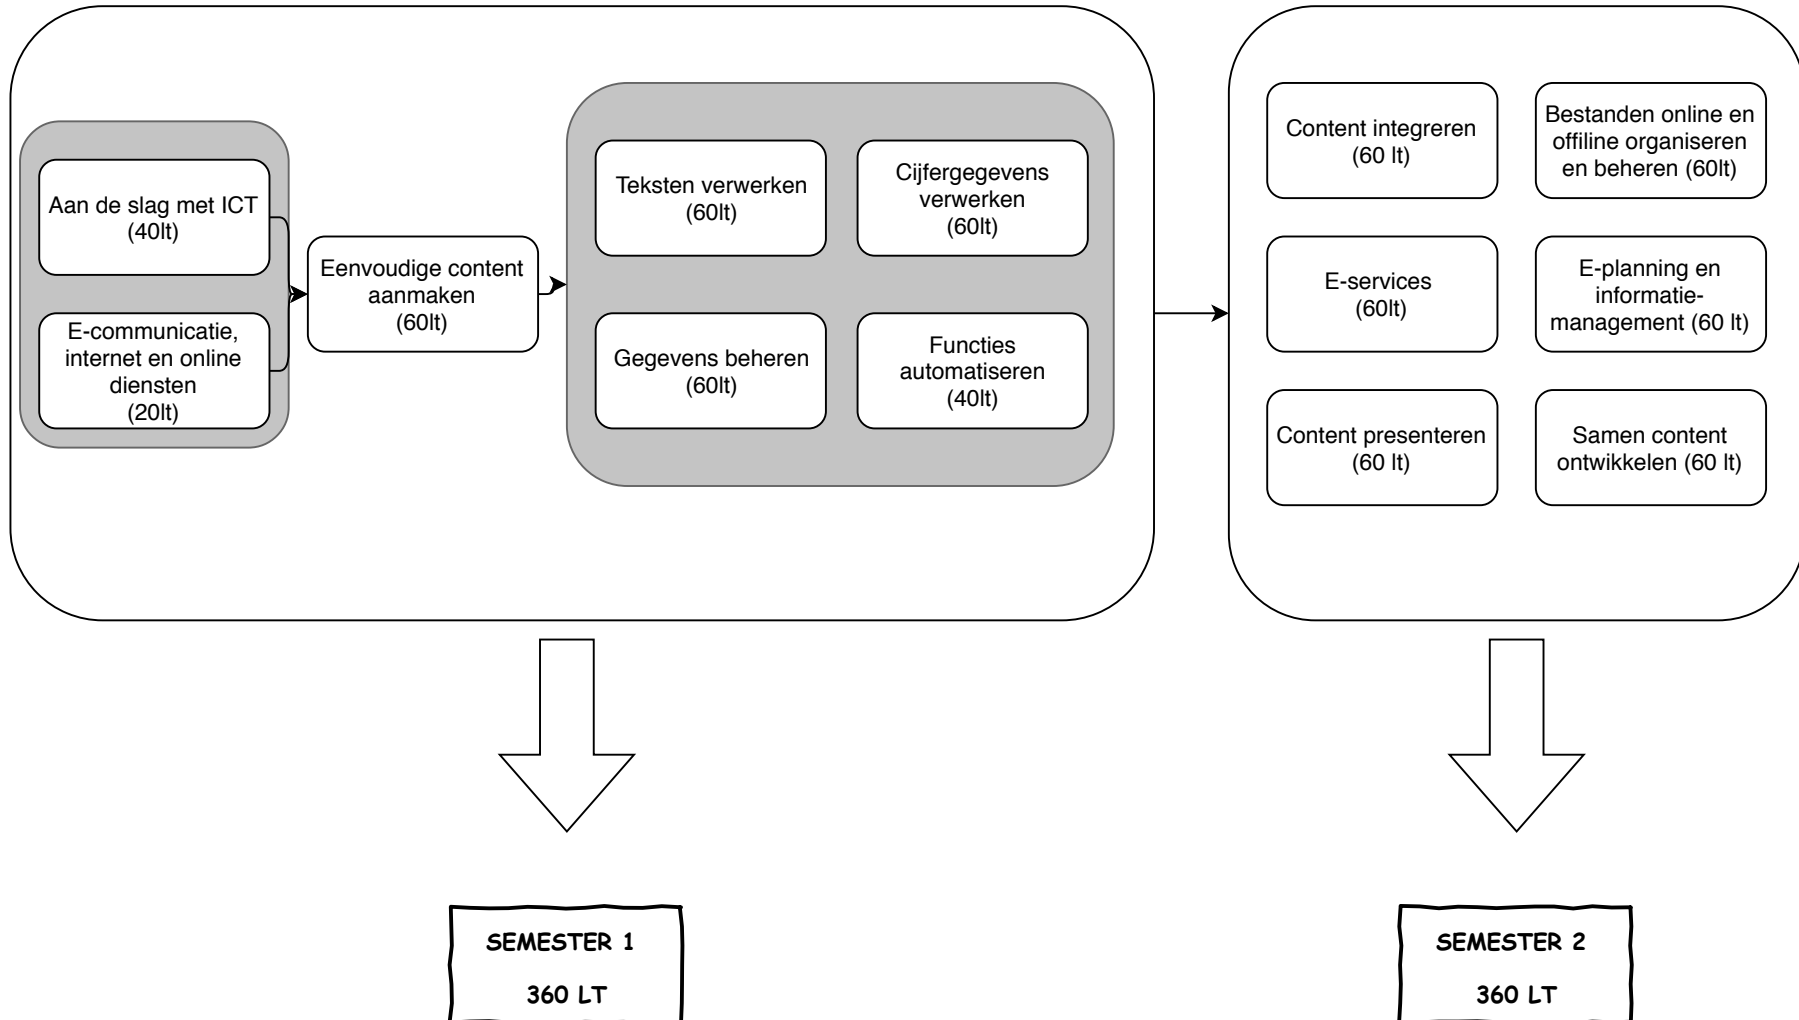 Aan de slag met ICT
(40lt)
E-communicatie,
internet en online
diensten
(20lt)
Eenvoudige content
aanmaken
(60lt)
Teksten verwerken
(60lt)
Cijfergegevens
verwerken
(60lt)
Gegevens beheren
(60lt)
Functies
automatiseren
(40lt)
Content integreren
(60 lt)
Bestanden online en
offiline organiseren
en beheren (60lt)
E-services
(60lt)
E-planning en
informatie-
management (60 lt)
Content presenteren
(60 lt)
Samen content
ontwikkelen (60 lt)
SEMESTER 1
360 LT
SEMESTER 2
360 LT